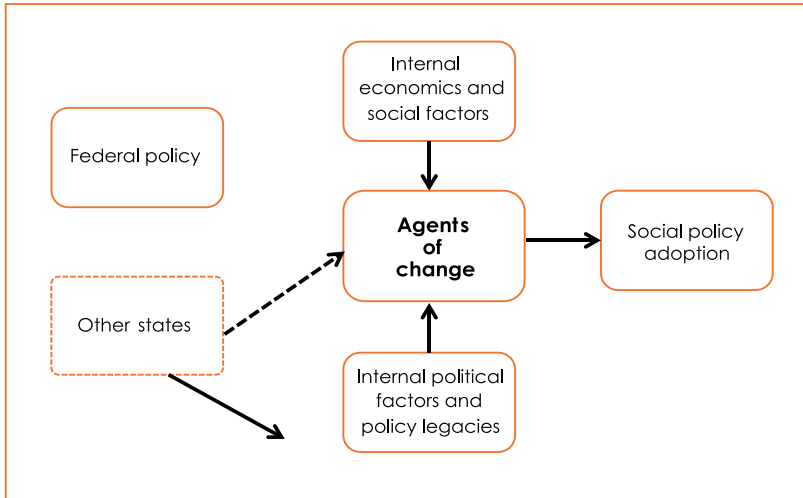 Internal
economics and
social factors
Federal policy
Agents
of
change
Social policy
adoption
Other states
Internal political
factors and
policy legacies